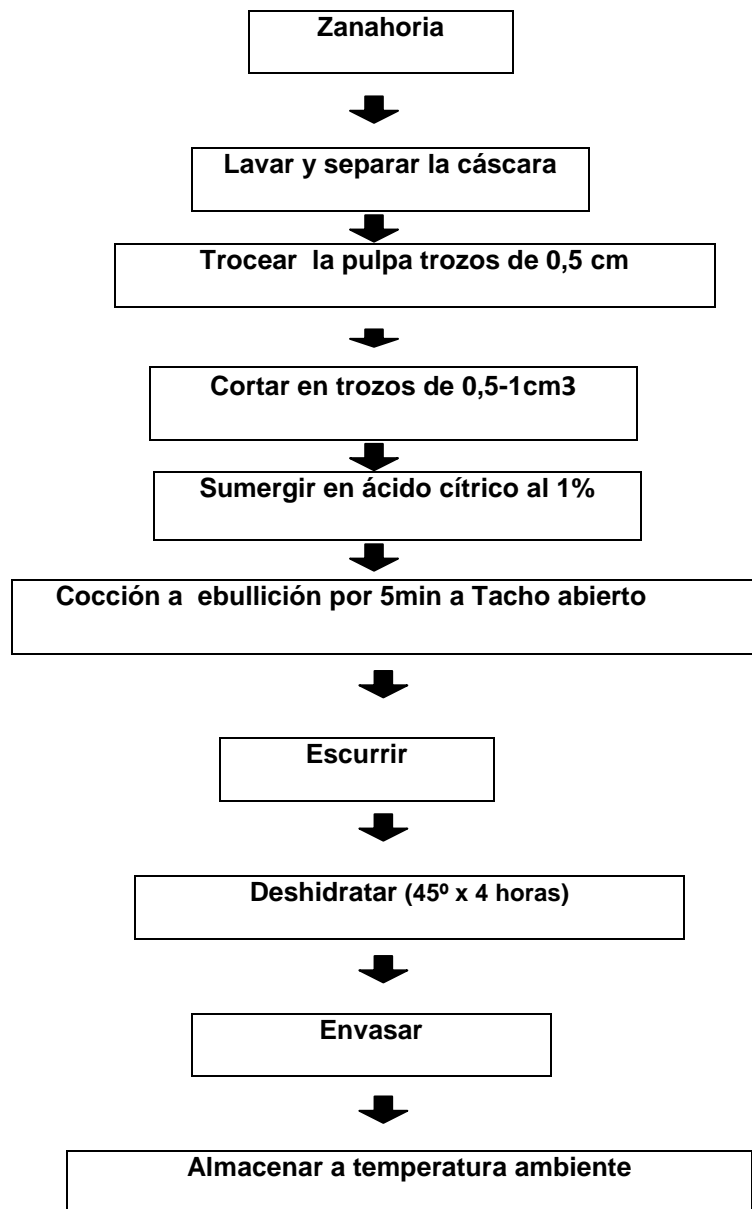 Zanahoria
Lavar y separar la cáscara
Trocear la pulpa trozos de 0,5 cm
Cortar en trozos de 0,5-1cm3
Sumergir en ácido cítrico al 1%
Cocción a ebullición por 5min a Tacho abierto
Escurrir
Deshidratar (45º x 4 horas)
Envasar
Almacenar a temperatura ambiente